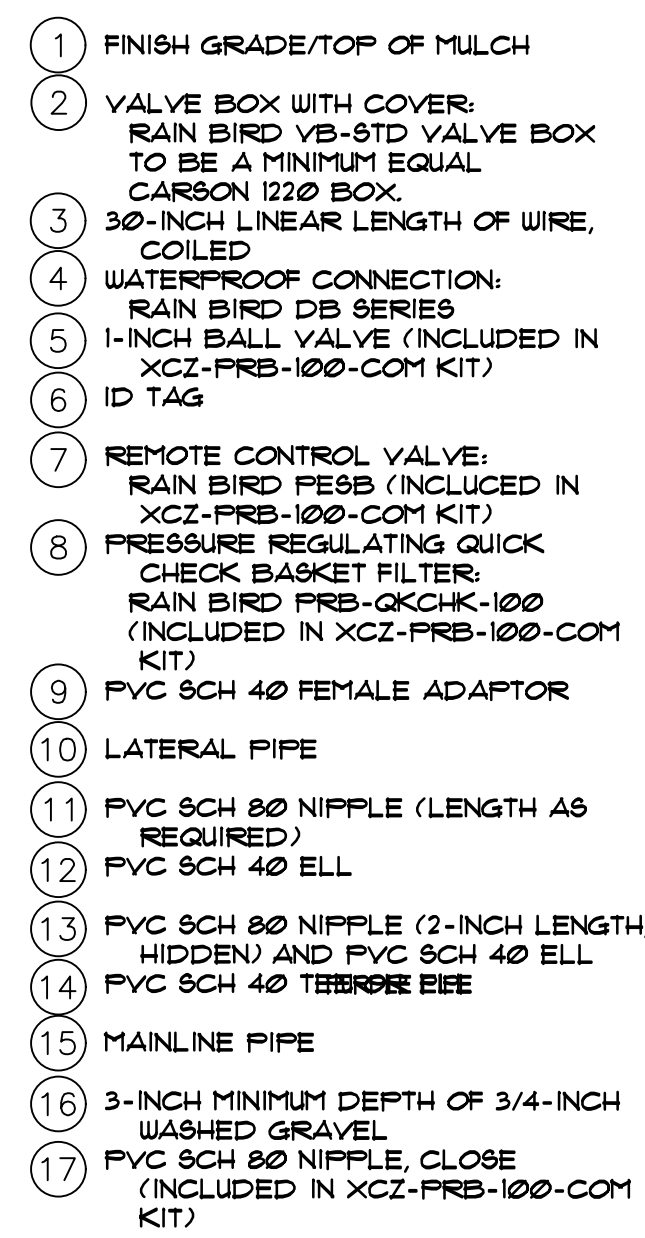 1 FINISH GRADE/TOP OF MULCH
2 VALVE BOX WITH COVER:
RAIN BIRD VB-STD VALVE BOX
TO BE A MINIMUM EQUAL
CARSON 1220 BOX.
3 30-INCH LINEAR LENGTH OF WIRE,
COILED
4 WATERPROOF CONNECTION:
RAIN BIRD DB SERIES
5 1-INCH BALL VALVE (INCLUDED IN
XCZ-PRB-100-COM KIT)
6 ID TAG
7 REMOTE CONTROL VALVE:
RAIN BIRD PESB (INCLUCED IN
XCZ-PRB-100-COM KIT)
8 PRESSURE REGULATING QUICK
CHECK BASKET FILTER:
RAIN BIRD PRB-QKCHK-100
(INCLUDED IN XCZ-PRB-100-COM
KIT)
9 PVC SCH 40 FEMALE ADAPTOR
10 LATERAL PIPE
11 PVC SCH 80 NIPPLE (LENGTH AS
REQUIRED)
12 PVC SCH 40 ELL
13 PVC SCH 80 NIPPLE (2-INCH LENGTH,
HIDDEN) AND PVC SCH 40 ELL
14 PVC SCH 40
15 MAINLINE PIPE
16 3-INCH MINIMUM DEPTH OF 3/4-INCH
WASHED GRAVEL
17 PVC SCH 80 NIPPLE, CLOSE
(INCLUDED IN XCZ-PRB-100-COM
KIT)